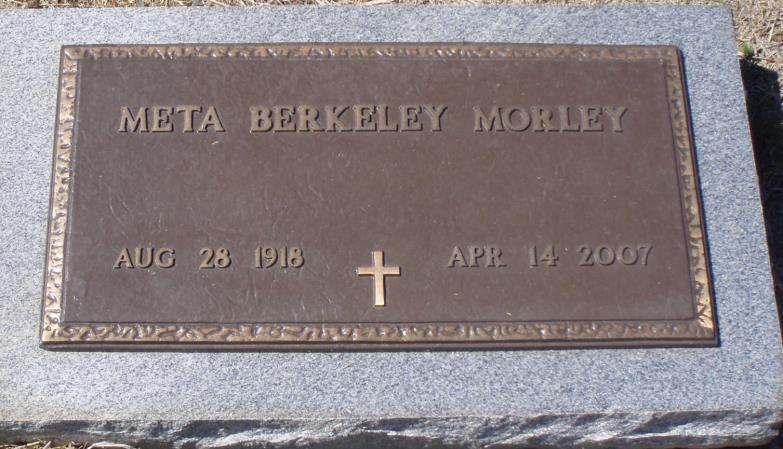 META BERKELEY MORLEY
AUG 28 1918 APR 14 2007